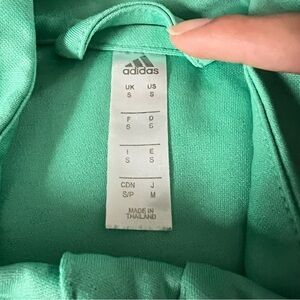 adidas
UK US
S S
F D
S S
I E
S S
CDN J
S/P M
MADE IN
THAILAND